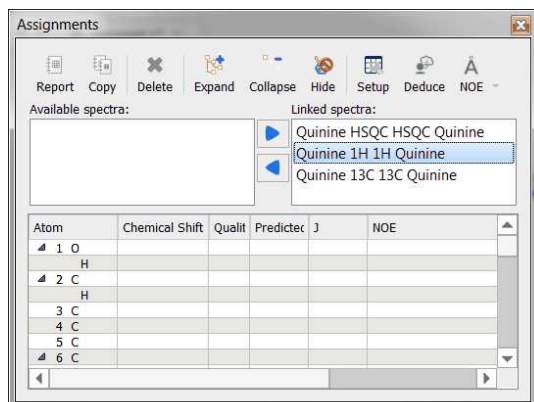 Assignments
Report Copy Delete Expand Collapse Hide Setup Deduce NOE
Available spectra: Linked spectra:
Quinine HSQC HSQC Quinine
Quinine 1H 1H Quinine
Quinine 13C 13C Quinine
Atom Chemical Shift Qualit Predictec J NOE
1 O
H
2 C
H
3 C
4 C
5 C
6 C